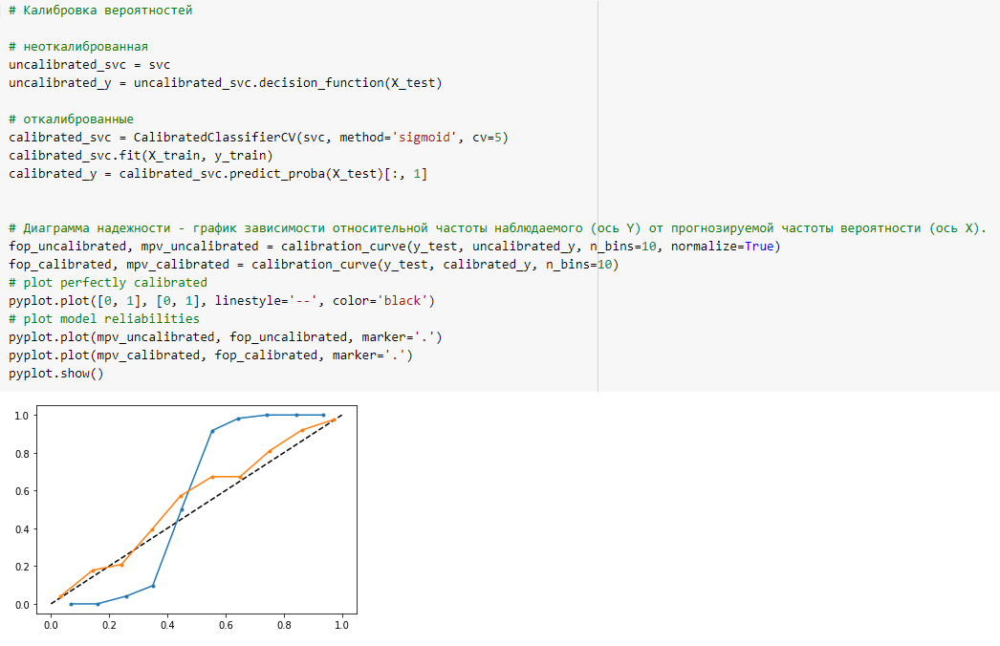 # Калибровка вероятностей
# неоткалиброванная
uncalibrated_svc = svc
uncalibrated_y = uncalibrated_svc.decision_function(X_test)
# откалиброванные
calibrated_svc = CalibratedClassifierCV(svc, method='sigmoid', cv=5)
calibrated_svc.fit(X_train, y_train)
calibrated_y = calibrated_svc.predict_proba(X_test)[:, 1]
# Диаграмма надежности - график зависимости относительной частоты наблюдаемого (ось Y) от прогнозируемой частоты вероятности (ось X).
fop_uncalibrated, mpv_uncalibrated = calibration_curve(y_test, uncalibrated_y, n_bins=10, normalize=True)
fop_calibrated, mpv_calibrated = calibration_curve(y_test, calibrated_y, n_bins=10)
# plot perfectly calibrated
pyplot.plot([0, 1], [0, 1], linestyle='--', color='black')
# plot model reliabilities
pyplot.plot(mpv_uncalibrated, fop_uncalibrated, marker='.')
pyplot.plot(mpv_calibrated, fop_calibrated, marker='.')
pyplot.show()
1.0
0.8
0.6
0.4
0.2
0.0
0.0 0.2 0.4 0.6 0.8 1.0